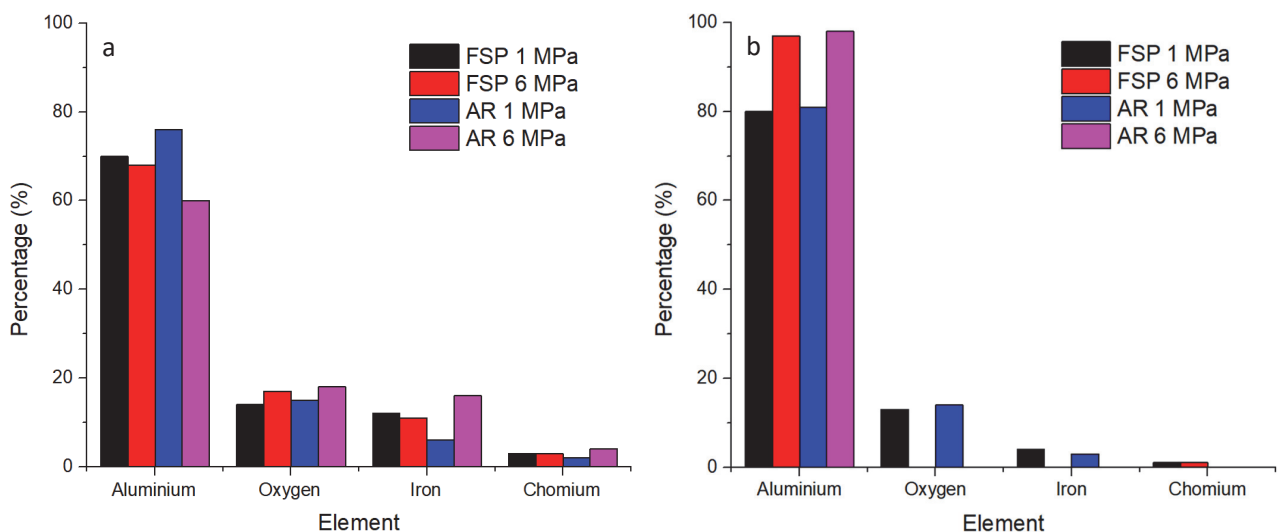 a
FSP 1 MPa
FSP 6 MPa
AR 1 MPa
AR 6 MPa
100
80
60
40
20
0
Percentage (%)
Aluminium Oxygen Iron Chomium
Element
b
FSP 1 MPa
FSP 6 MPa
AR 1 MPa
AR 6 MPa
100
80
60
40
20
0
Percentage (%)
Aluminium Oxygen Iron Chomium
Element